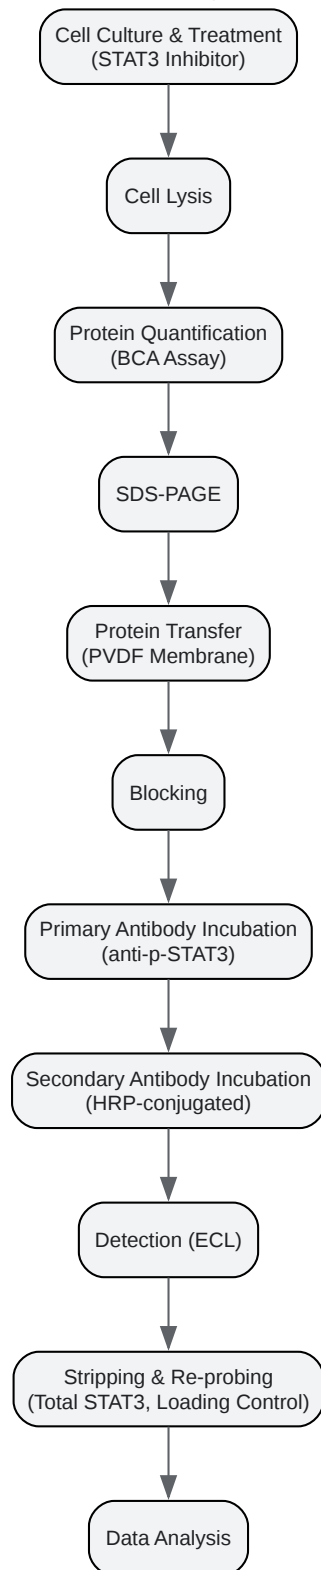 Cell Culture & Treatment
(STAT3 Inhibitor)
Cell Lysis
Protein Quantification
(BCA Assay)
SDS-PAGE
Protein Transfer
(PVDF Membrane)
Blocking
Primary Antibody Incubation
(anti-p-STAT3)
Secondary Antibody Incubation
(HRP-conjugated)
Detection (ECL)
Stripping & Re-probing
(Total STAT3, Loading Control)
Data Analysis